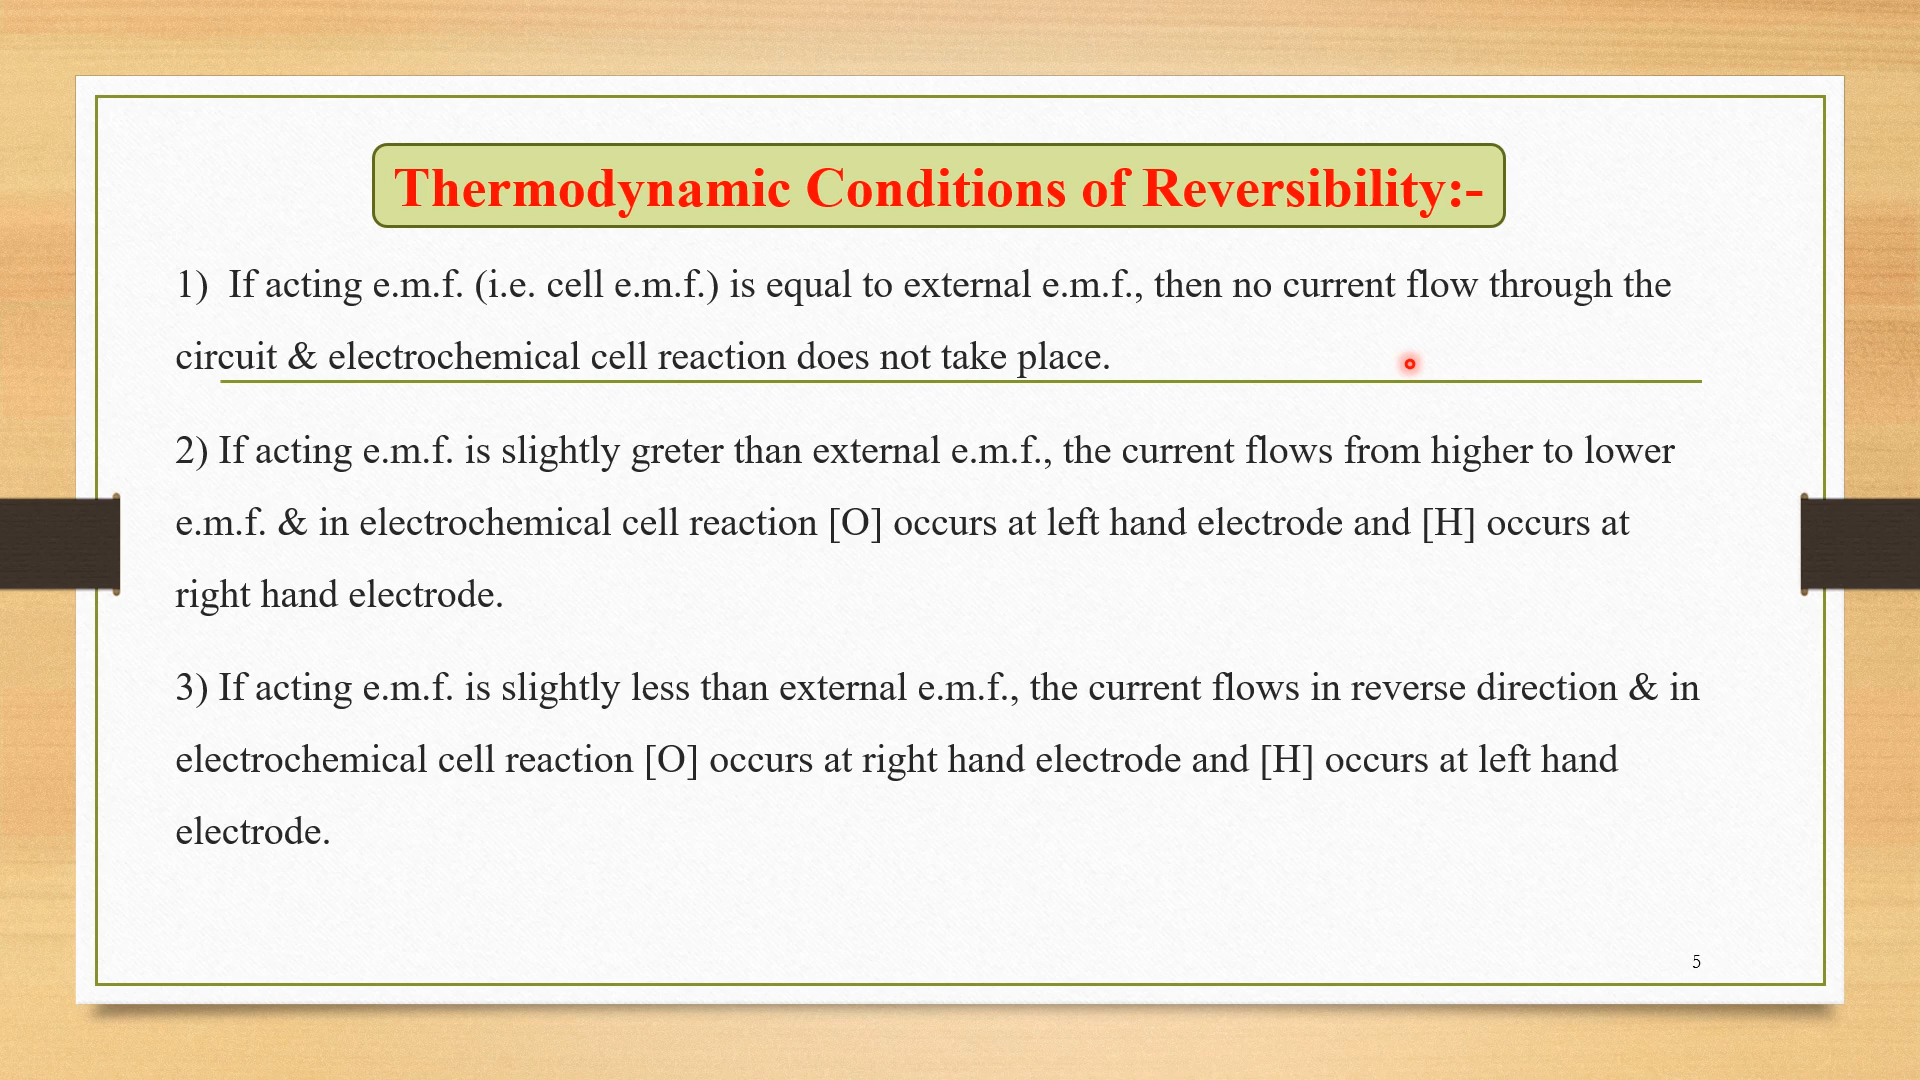 Thermodynamic Conditions of Reversibility:-
1)  If acting e.m.f. (i.e. cell e.m.f.) is equal to external e.m.f., then no current flow through the
circuit & electrochemical cell reaction does not take place.
2) If acting e.m.f. is slightly greter than external e.m.f., the current flows from higher to lower
e.m.f. & in electrochemical cell reaction [O] occurs at left hand electrode and [H] occurs at
right hand electrode.
3) If acting e.m.f. is slightly less than external e.m.f., the current flows in reverse direction & in
electrochemical cell reaction [O] occurs at right hand electrode and [H] occurs at left hand
electrode.
5